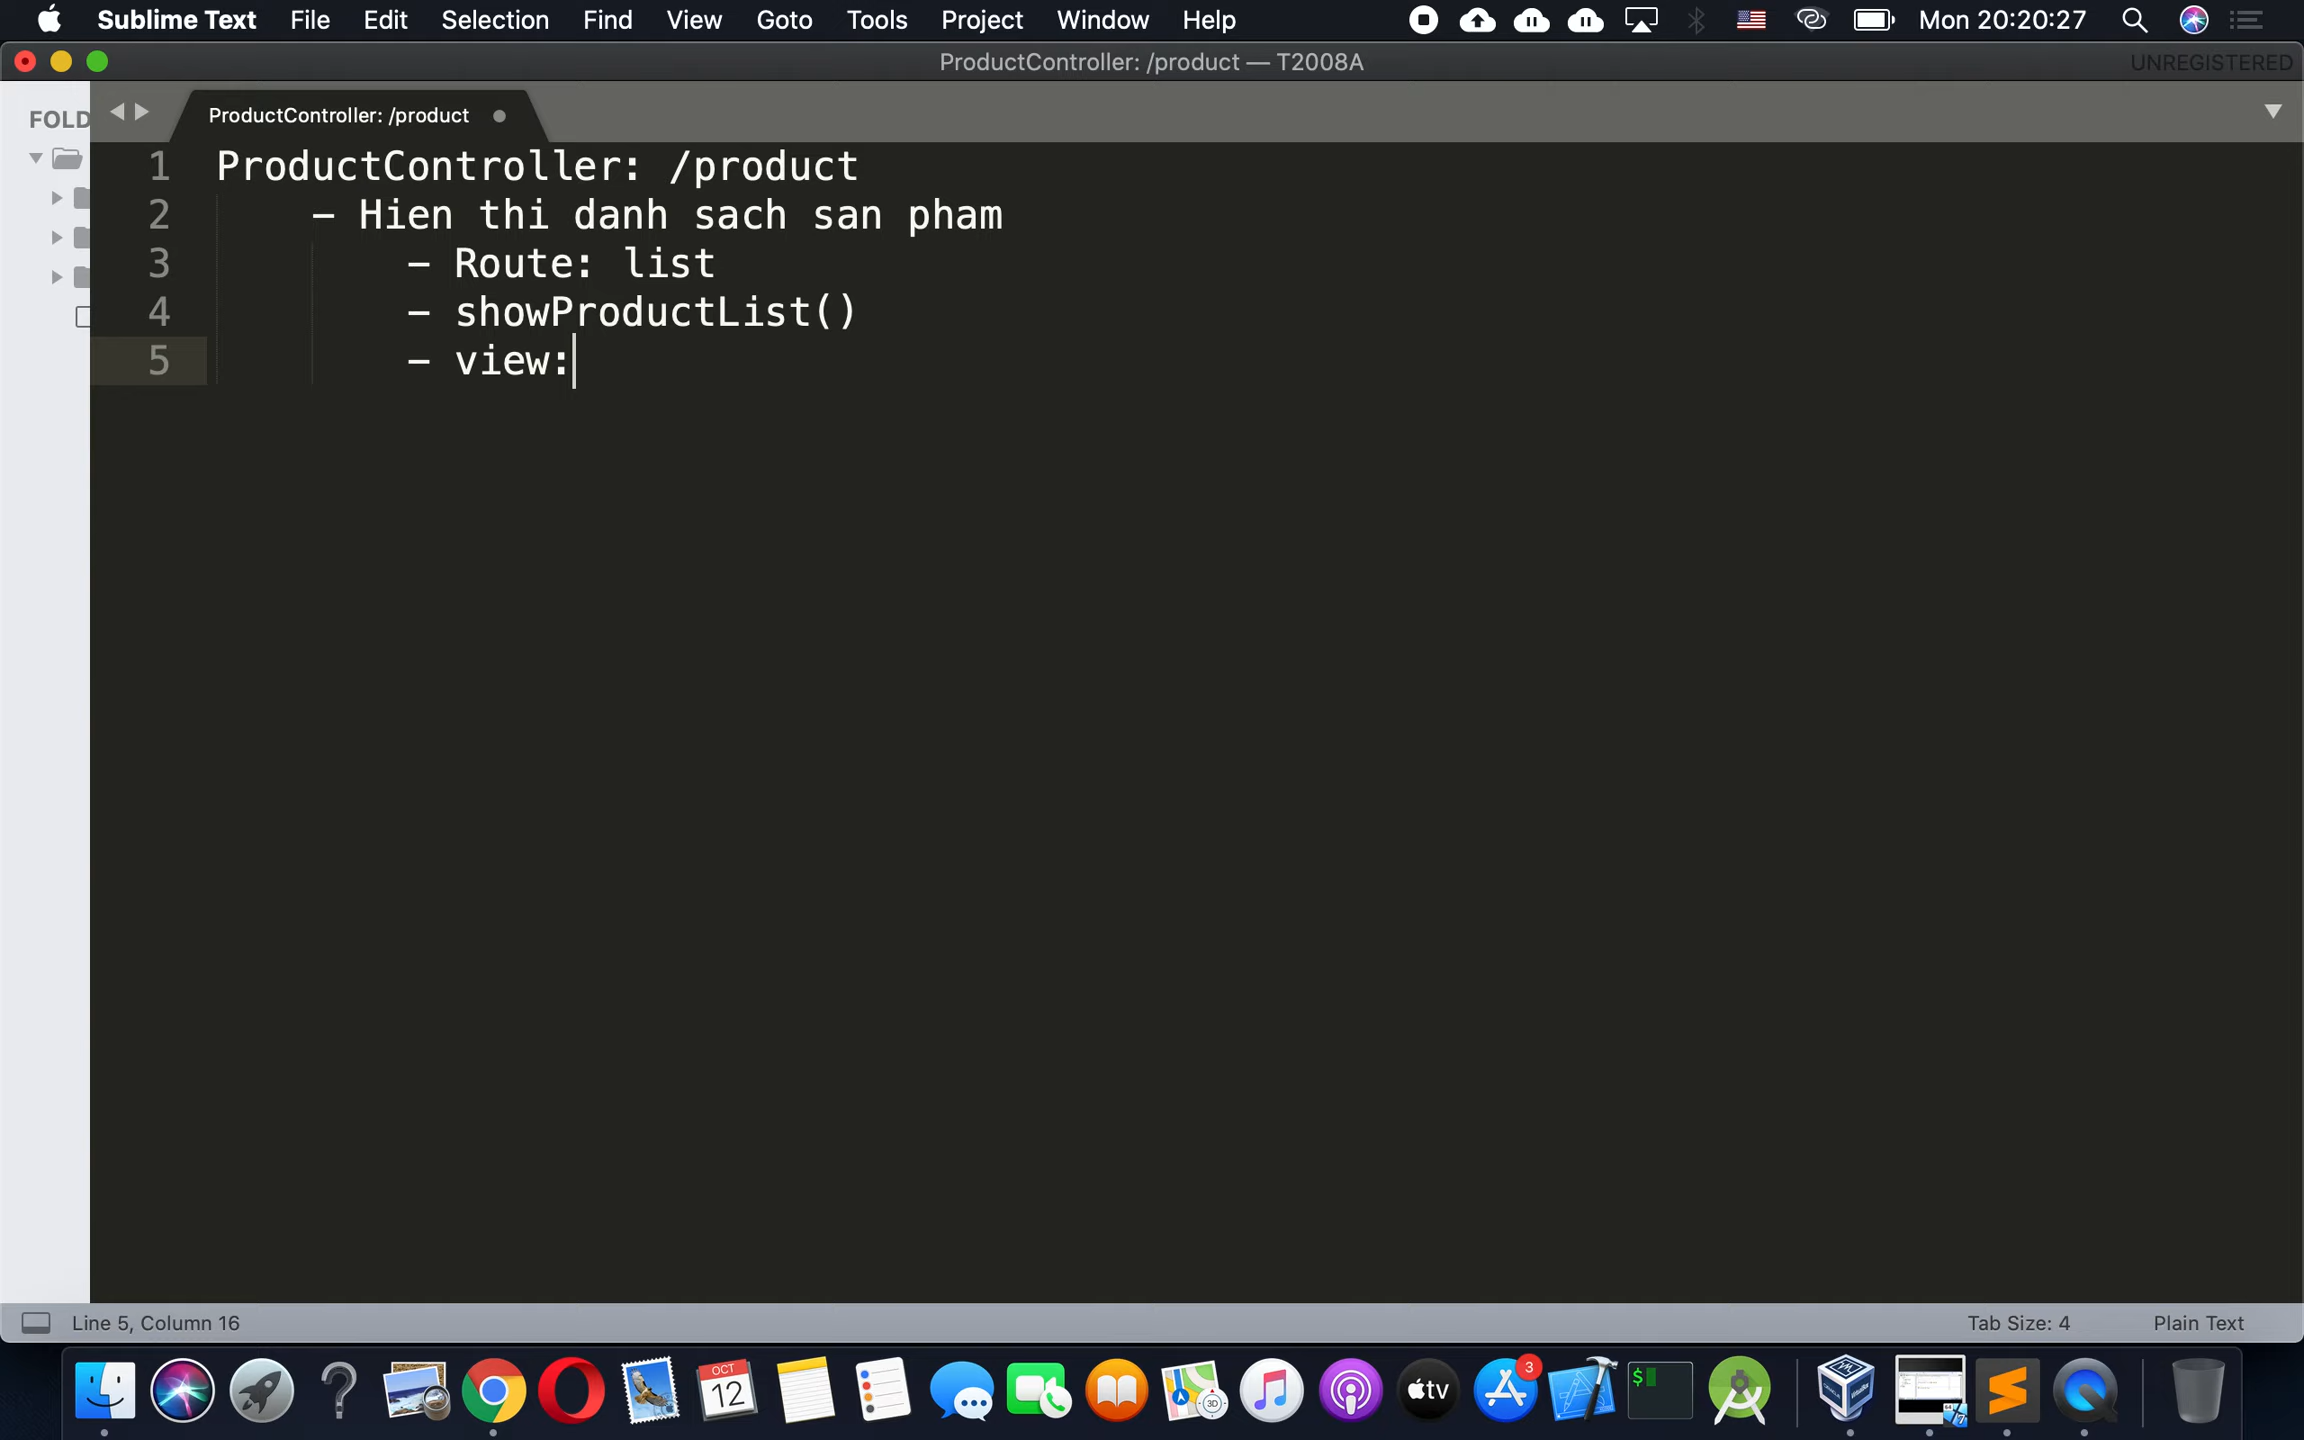 Sublime Text File Edit Selection Find View Goto Tools Project Window Help Mon 20:20:27
ProductController: /product — T2008A UNREGISTERED
FOLD
ProductController: /product
1 ProductController: /product
2 - Hien thi danh sach san pham
3 - Route: list
4 - showProductList()
5 - view:
Line 5, Column 16 Tab Size: 4 Plain Text
OCT
12
3D
tv
3
$